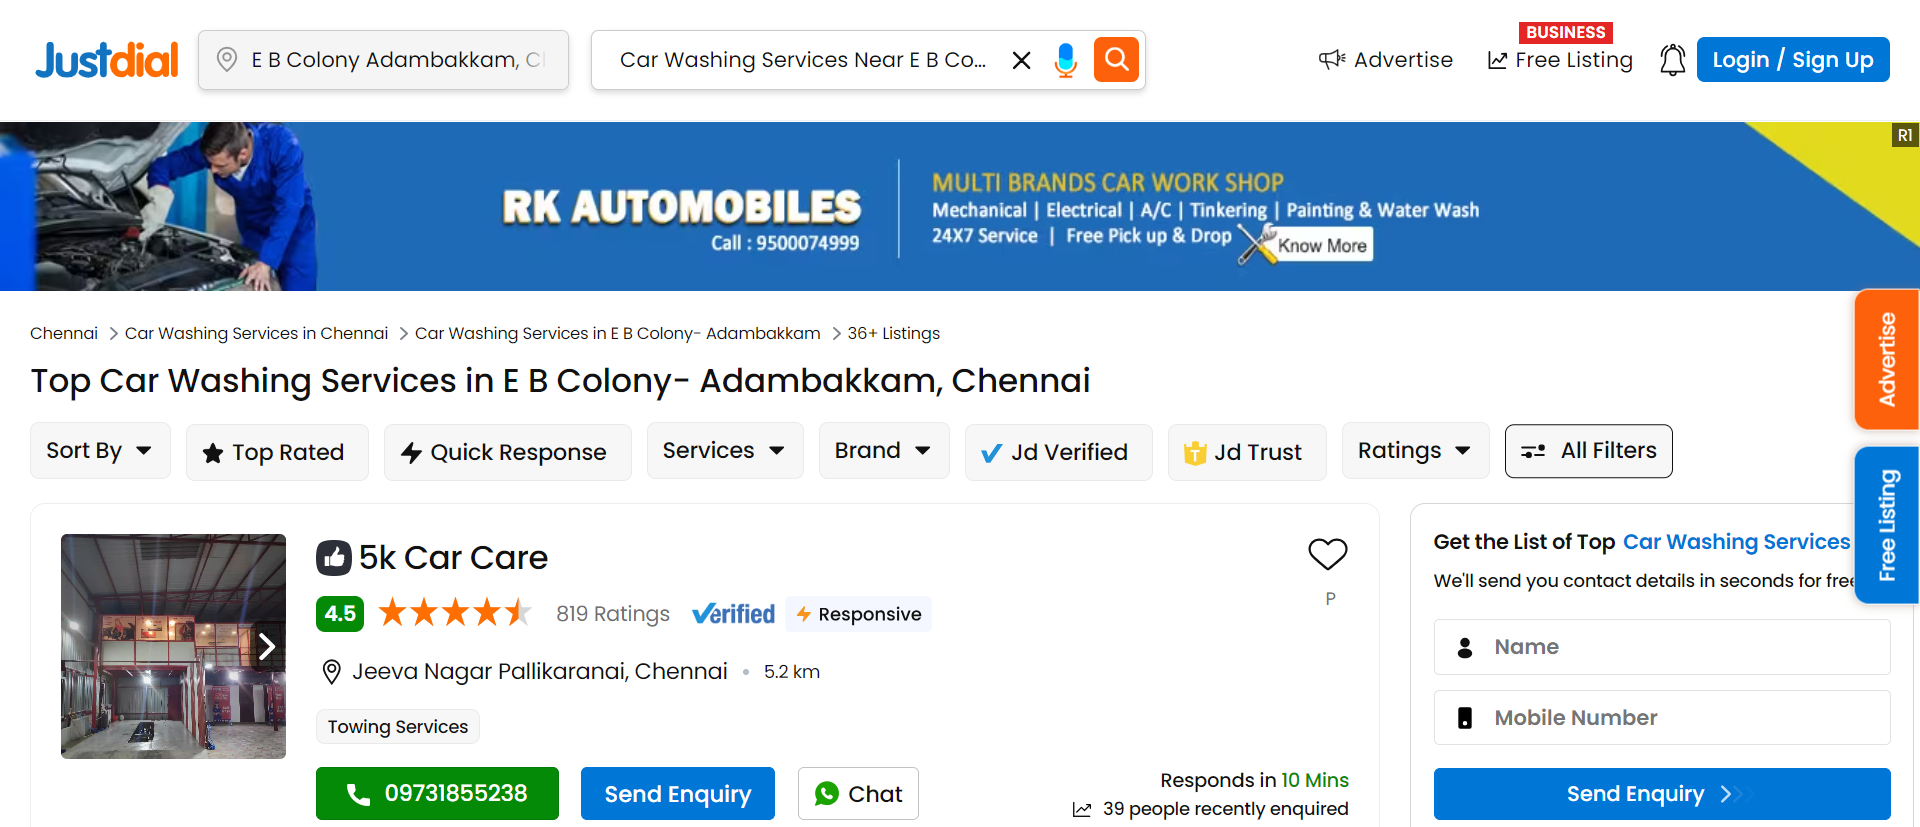 Justdial
E B Colony Adambakkam, C
Car Washing Services Near E B Co...
Advertise
BUSINESS
Free Listing
Login / Sign Up
R1
RK AUTOMOBILES
Call : 9500074999
MULTI BRANDS CAR WORK SHOP
Mechanical | Electrical | A/C | Tinkering | Painting & Water Wash
24X7 Service | Free Pick up & Drop
Know More
Chennai > Car Washing Services in Chennai > Car Washing Services in E B Colony- Adambakkam > 36+ Listings
Top Car Washing Services in E B Colony- Adambakkam, Chennai
Sort By
Top Rated
Quick Response
Services
Brand
Jd Verified
T Jd Trust
Ratings
All Filters
Advertise
Free Listing
5k Car Care
P
4.5
819 Ratings
Verified
Responsive
Jeeva Nagar Pallikaranai, Chennai • 5.2 km
Towing Services
09731855238
Send Enquiry
Chat
Responds in 10 Mins
39 people recently enquired
Get the List of Top Car Washing Services
We'll send you contact details in seconds for free
Name
Mobile Number
Send Enquiry